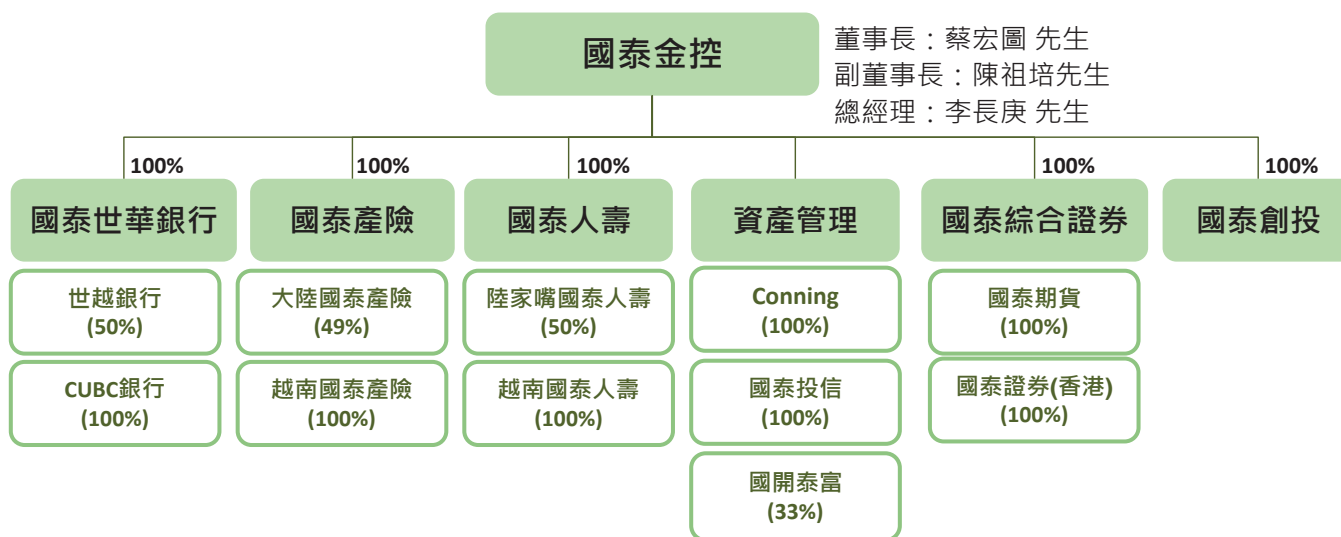 國泰金控
董事長：蔡宏圖 先生
副董事長：陳祖培先生
總經理：李長庚 先生
100%
100%
100%
100%
100%
國泰世華銀行
國泰產險
國泰人壽
資產管理
國泰綜合證券
國泰創投
世越銀行
(50%)
大陸國泰產險
(49%)
陸家嘴國泰人壽
(50%)
Conning
(100%)
國泰期貨
(100%)
CUBC銀行
(100%)
越南國泰產險
(100%)
越南國泰人壽
(100%)
國泰投信
(100%)
國泰證券(香港)
(100%)
國開泰富
(33%)